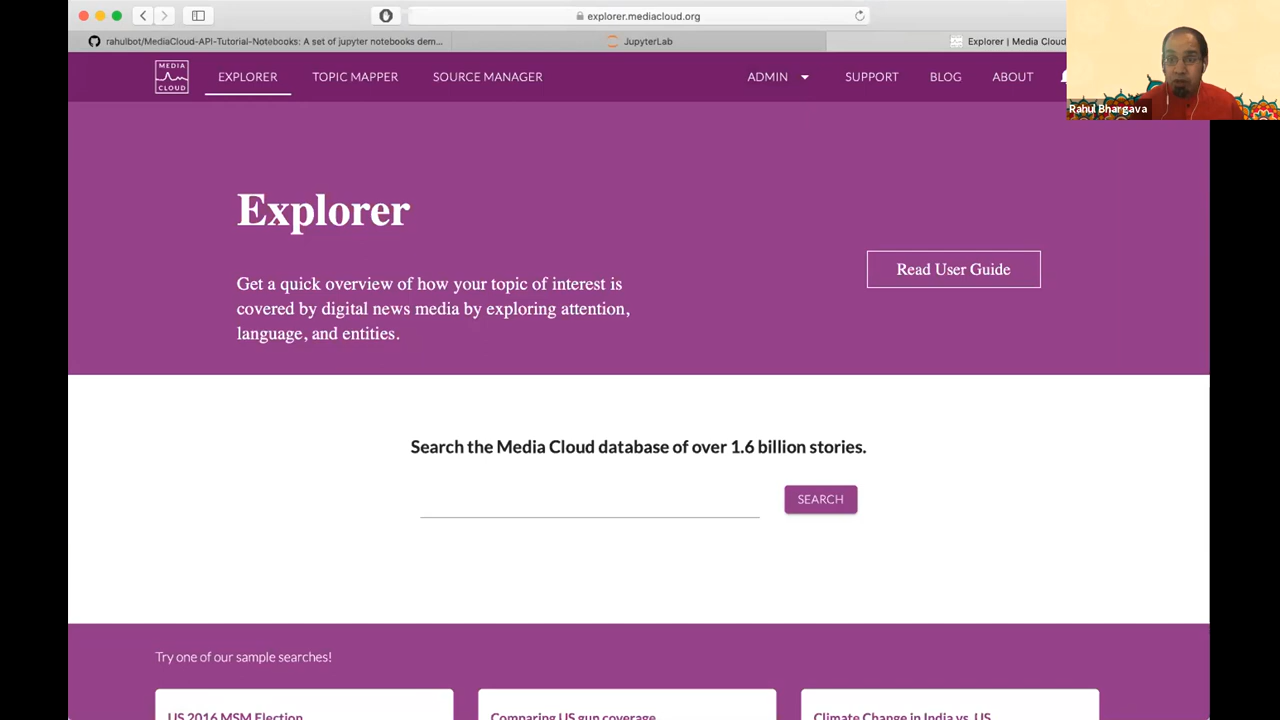 explorer.mediacloud.org
rahulbot/MediaCloud-API-Tutorial-Notebooks: A set of jupyter notebooks dem...
JupyterLab
Explorer | Media Cloud
MEDIA
CLOUD
EXPLORER
TOPIC MAPPER
SOURCE MANAGER
ADMIN
SUPPORT
BLOG
ABOUT
Rahul Bhargava
Explorer
Get a quick overview of how your topic of interest is
covered by digital news media by exploring attention,
language, and entities.
Read User Guide
Search the Media Cloud database of over 1.6 billion stories.
SEARCH
Try one of our sample searches!
US 2016 MSM Election
Comparing US gun coverage
Climate Change in India vs. US